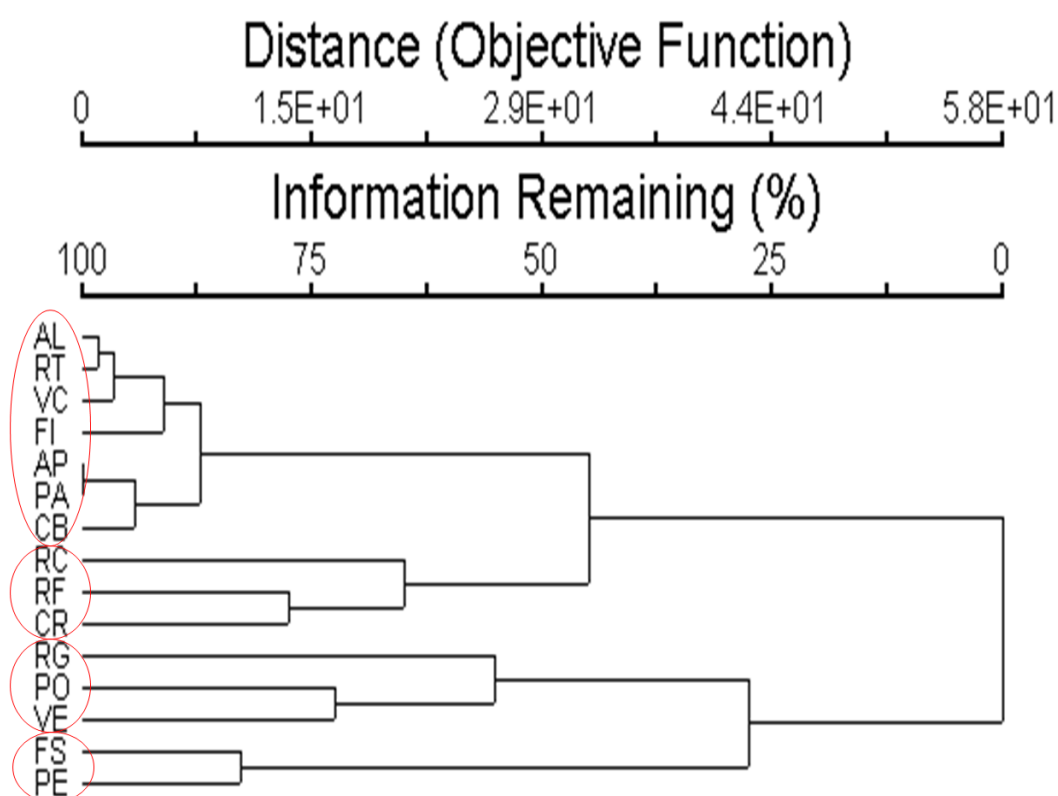 Distance (Objective Function)
0 1.5E+01 2.9E+01 4.4E+01 5.8E+01
Information Remaining (%)
100 75 50 25 0
AL
RT
VC
FI
AP
PA
CB
RC
RF
CR
RG
PO
VE
FS
PE